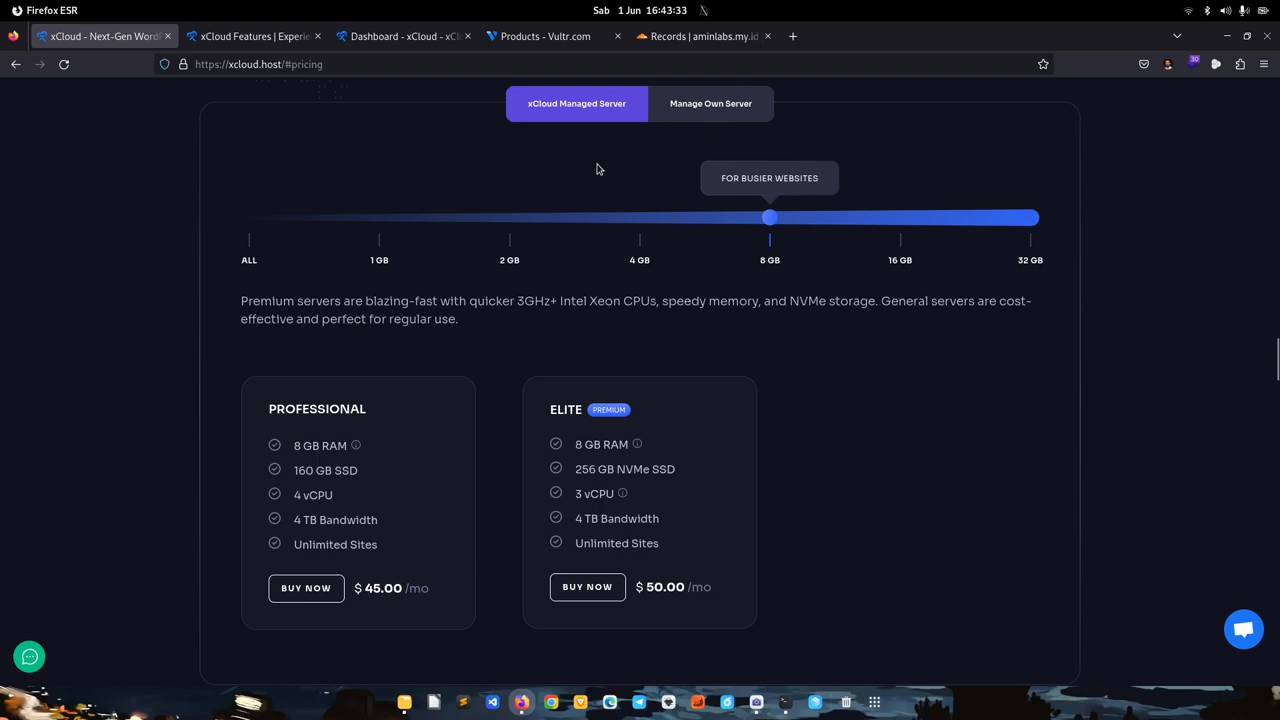 Firefox ESR
Sab 1 Jun 16:43:33
xCloud - Next-Gen Word
xCloud Features | Experie
Dashboard - xCloud - xCl
Products - Vultr.com
Records | aminlabs.my.id
https://xcloud.host/#pricing
30
xCloud Managed Server
Manage Own Server
FOR BUSIER WEBSITES
ALL
1 GB
2 GB
4 GB
8 GB
16 GB
32 GB
Premium servers are blazing-fast with quicker 3GHz+ Intel Xeon CPUs, speedy memory, and NVMe storage. General servers are cost-
effective and perfect for regular use.
PROFESSIONAL
8 GB RAM
160 GB SSD
4 vCPU
4 TB Bandwidth
Unlimited Sites
BUY NOW
$ 45.00 /mo
ELITE PREMIUM
8 GB RAM
256 GB NVMe SSD
3 vCPU
4 TB Bandwidth
Unlimited Sites
BUY NOW
$ 50.00 /mo